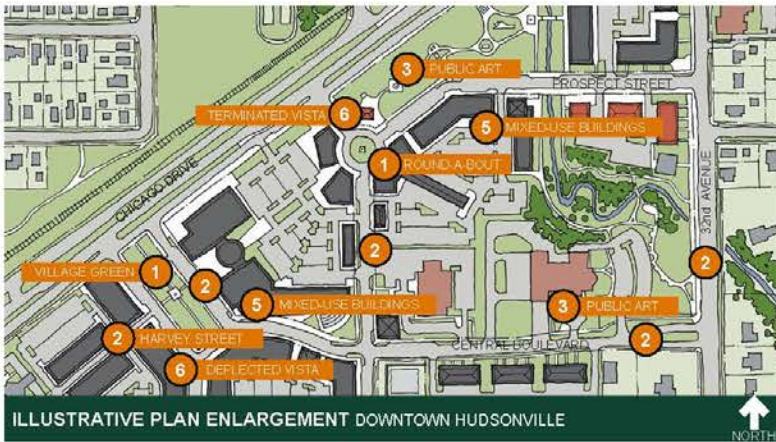 3 PUBLIC ART
PROSPECT STREET
TERMINATED VISTA 6
5 MIXED-USE BUILDINGS
1 ROUND-A-BOUT
CHICAGO DRIVE
32nd AVENUE
2
2
VILLAGE GREEN 1
2
5 MIXED-USE BUILDINGS
3 PUBLIC ART
2 HARVEY STREET
2
CENTRAL BOULEVARD
6 DEFLECTED VISTA
ILLUSTRATIVE PLAN ENLARGEMENT DOWNTOWN HUDSONVILLE
NORTH